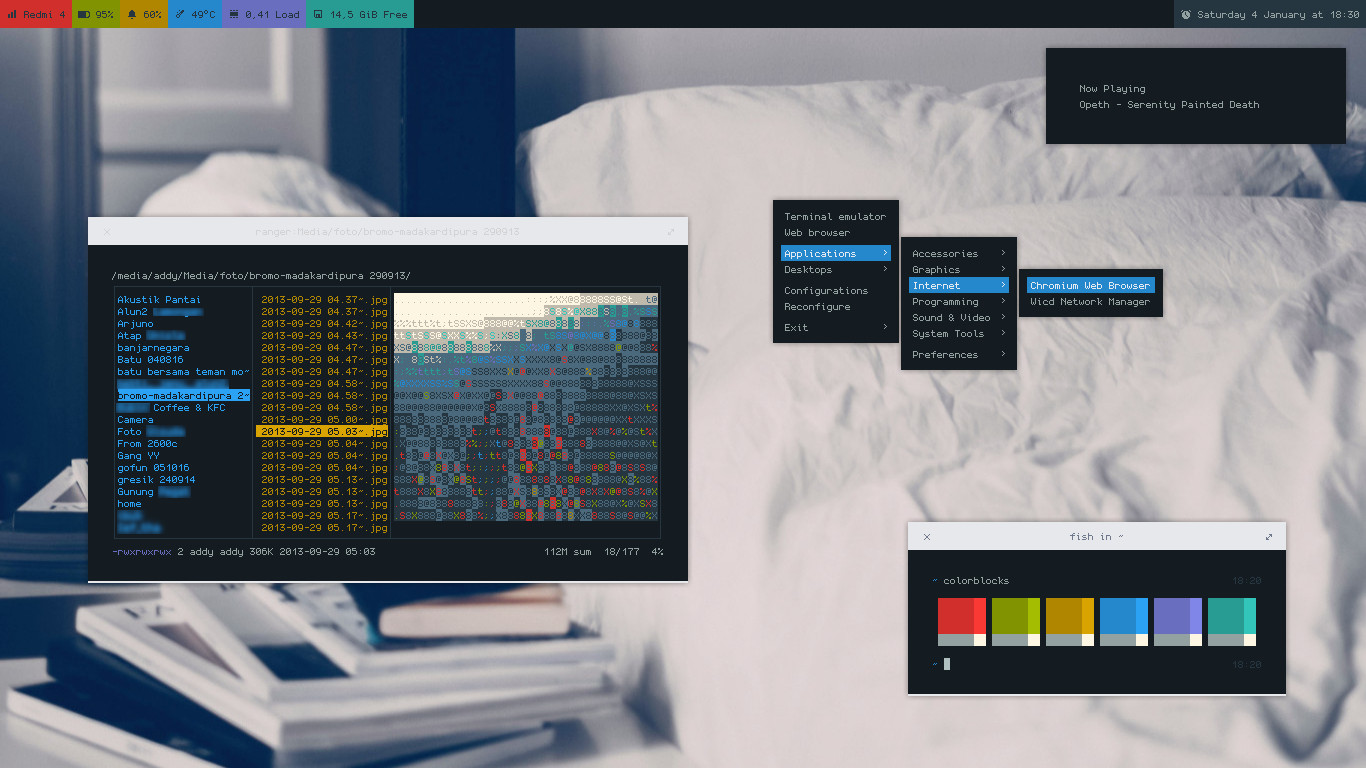 Redmi 4 95% 60% 49°C 0,41 Load 14,5 GiB Free Saturday 4 January at 18:30
Now Playing
Opeth - Serenity Painted Death
ranger:Media/foto/bromo-madakardipura 290913
/media/addy/Media/foto/bromo-madakardipura 290913/
Akustik Pantai
Alun2
Arjuno
Atap
banjarnegara
Batu 040816
batu bersama teman mo~
bromo-madakardipura 2~
Coffee & KFC
Camera
Foto
From 2600c
Gang YY
gofun 051016
gresik 240914
Gunung
home
2013-09-29 04.37~.jpg
2013-09-29 04.37~.jpg
2013-09-29 04.42~.jpg
2013-09-29 04.43~.jpg
2013-09-29 04.47~.jpg
2013-09-29 04.47~.jpg
2013-09-29 04.47~.jpg
2013-09-29 04.58~.jpg
2013-09-29 04.58~.jpg
2013-09-29 04.58~.jpg
2013-09-29 05.00~.jpg
2013-09-29 05.03~.jpg
2013-09-29 05.04~.jpg
2013-09-29 05.04~.jpg
2013-09-29 05.04~.jpg
2013-09-29 05.13~.jpg
2013-09-29 05.13~.jpg
2013-09-29 05.13~.jpg
2013-09-29 05.17~.jpg
2013-09-29 05.17~.jpg
-rwxrwxrwx 2 addy addy 306K 2013-09-29 05:03 112M sum 18/177 4%
Terminal emulator
Web browser
Applications
Desktops
Configurations
Reconfigure
Exit
Accessories
Graphics
Internet
Programming
Sound & Video
System Tools
Preferences
Chromium Web Browser
Wicd Network Manager
fish in ~
~ colorblocks 18:20
~ 18:20